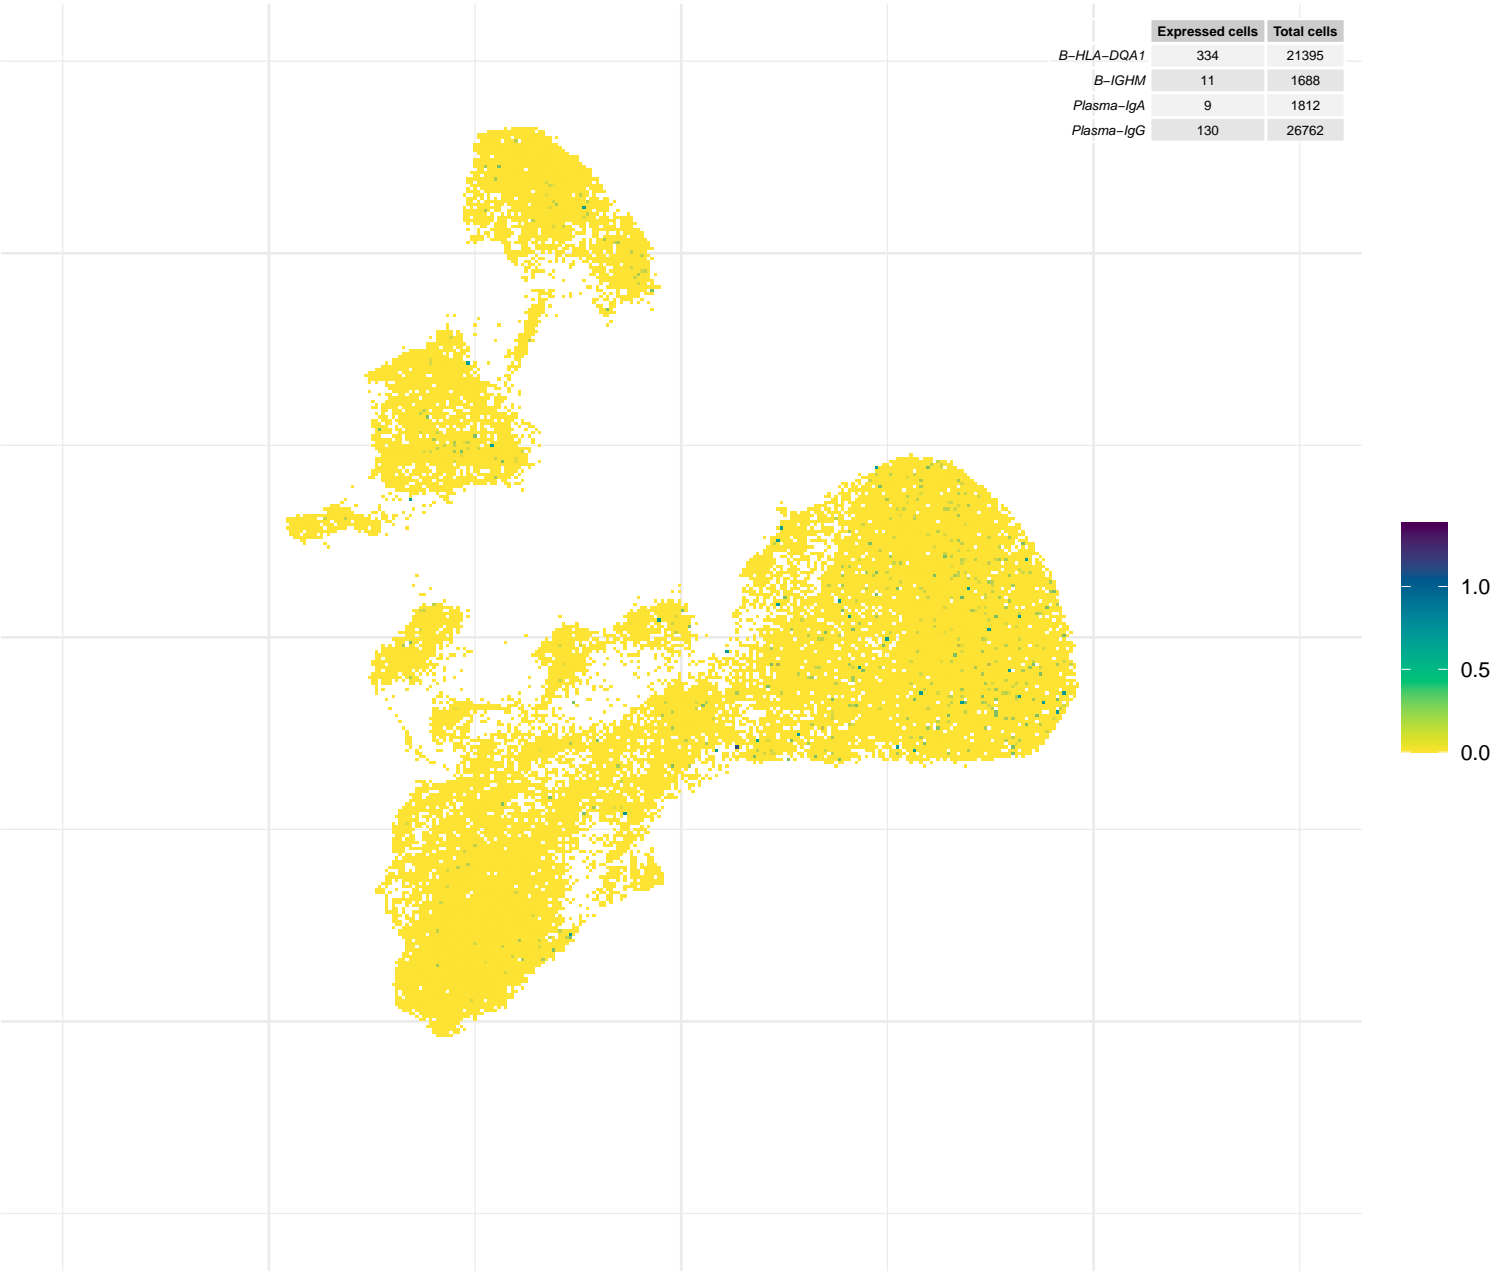 Expressed cells Total cells
B−HLA−DQA1 334 21395
B−IGHM 11 1688
Plasma−IgA 9 1812
Plasma−IgG 130 26762
1.0
0.5
0.0